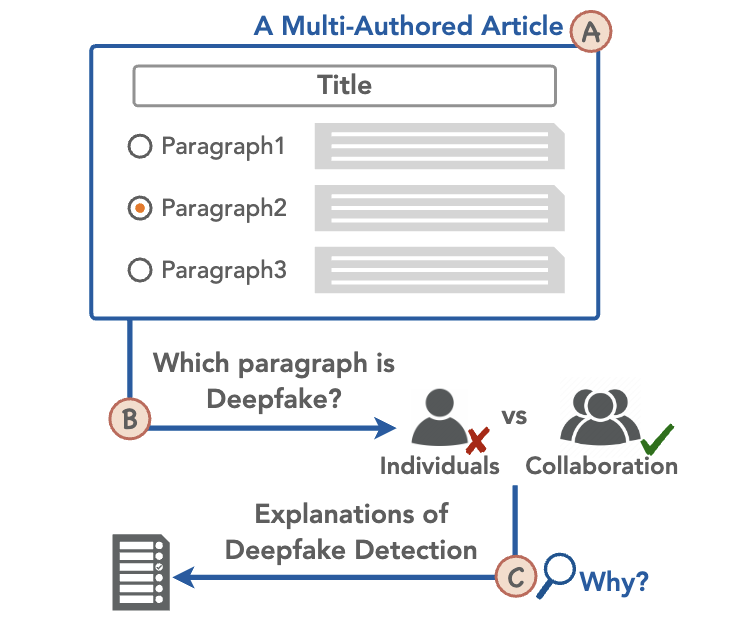 A Multi-Authored Article
A
Title
Paragraph1
Paragraph2
Paragraph3
Which paragraph is
Deepfake?
B
vs
Individuals
Collaboration
Explanations of
Deepfake Detection
C
Why?